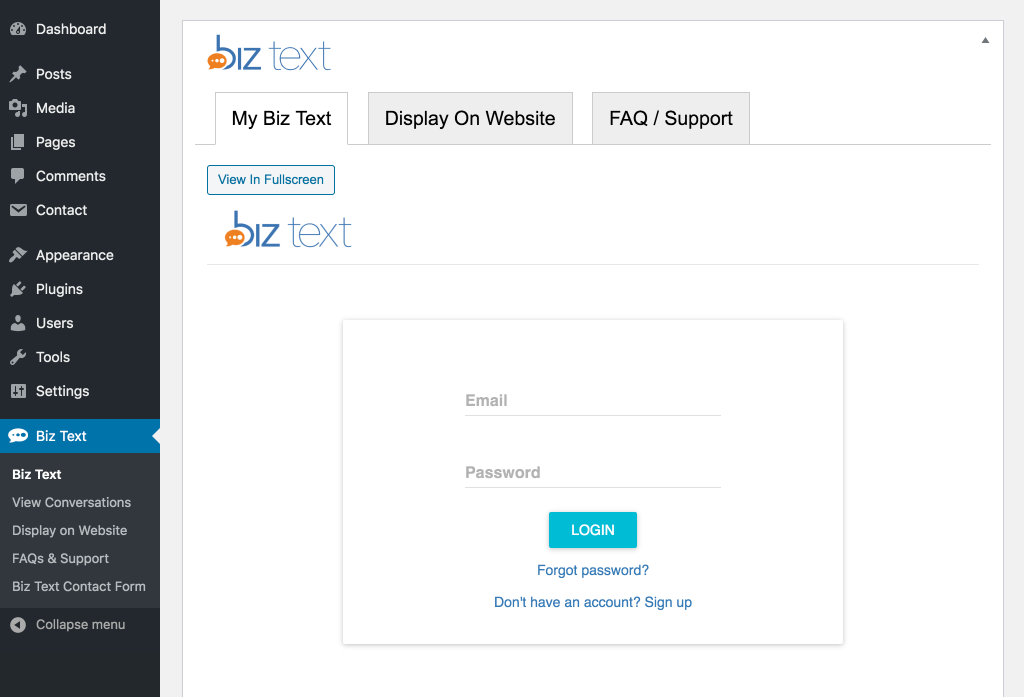 Dashboard
Posts
Media
Pages
Comments
Contact
Appearance
Plugins
Users
Tools
Settings
Biz Text
Biz Text
View Conversations
Display on Website
FAQs & Support
Biz Text Contact Form
Collapse menu
biz text
My Biz Text
Display On Website
FAQ / Support
View In Fullscreen
biz text
Email
Password
LOGIN
Forgot password?
Don't have an account? Sign up